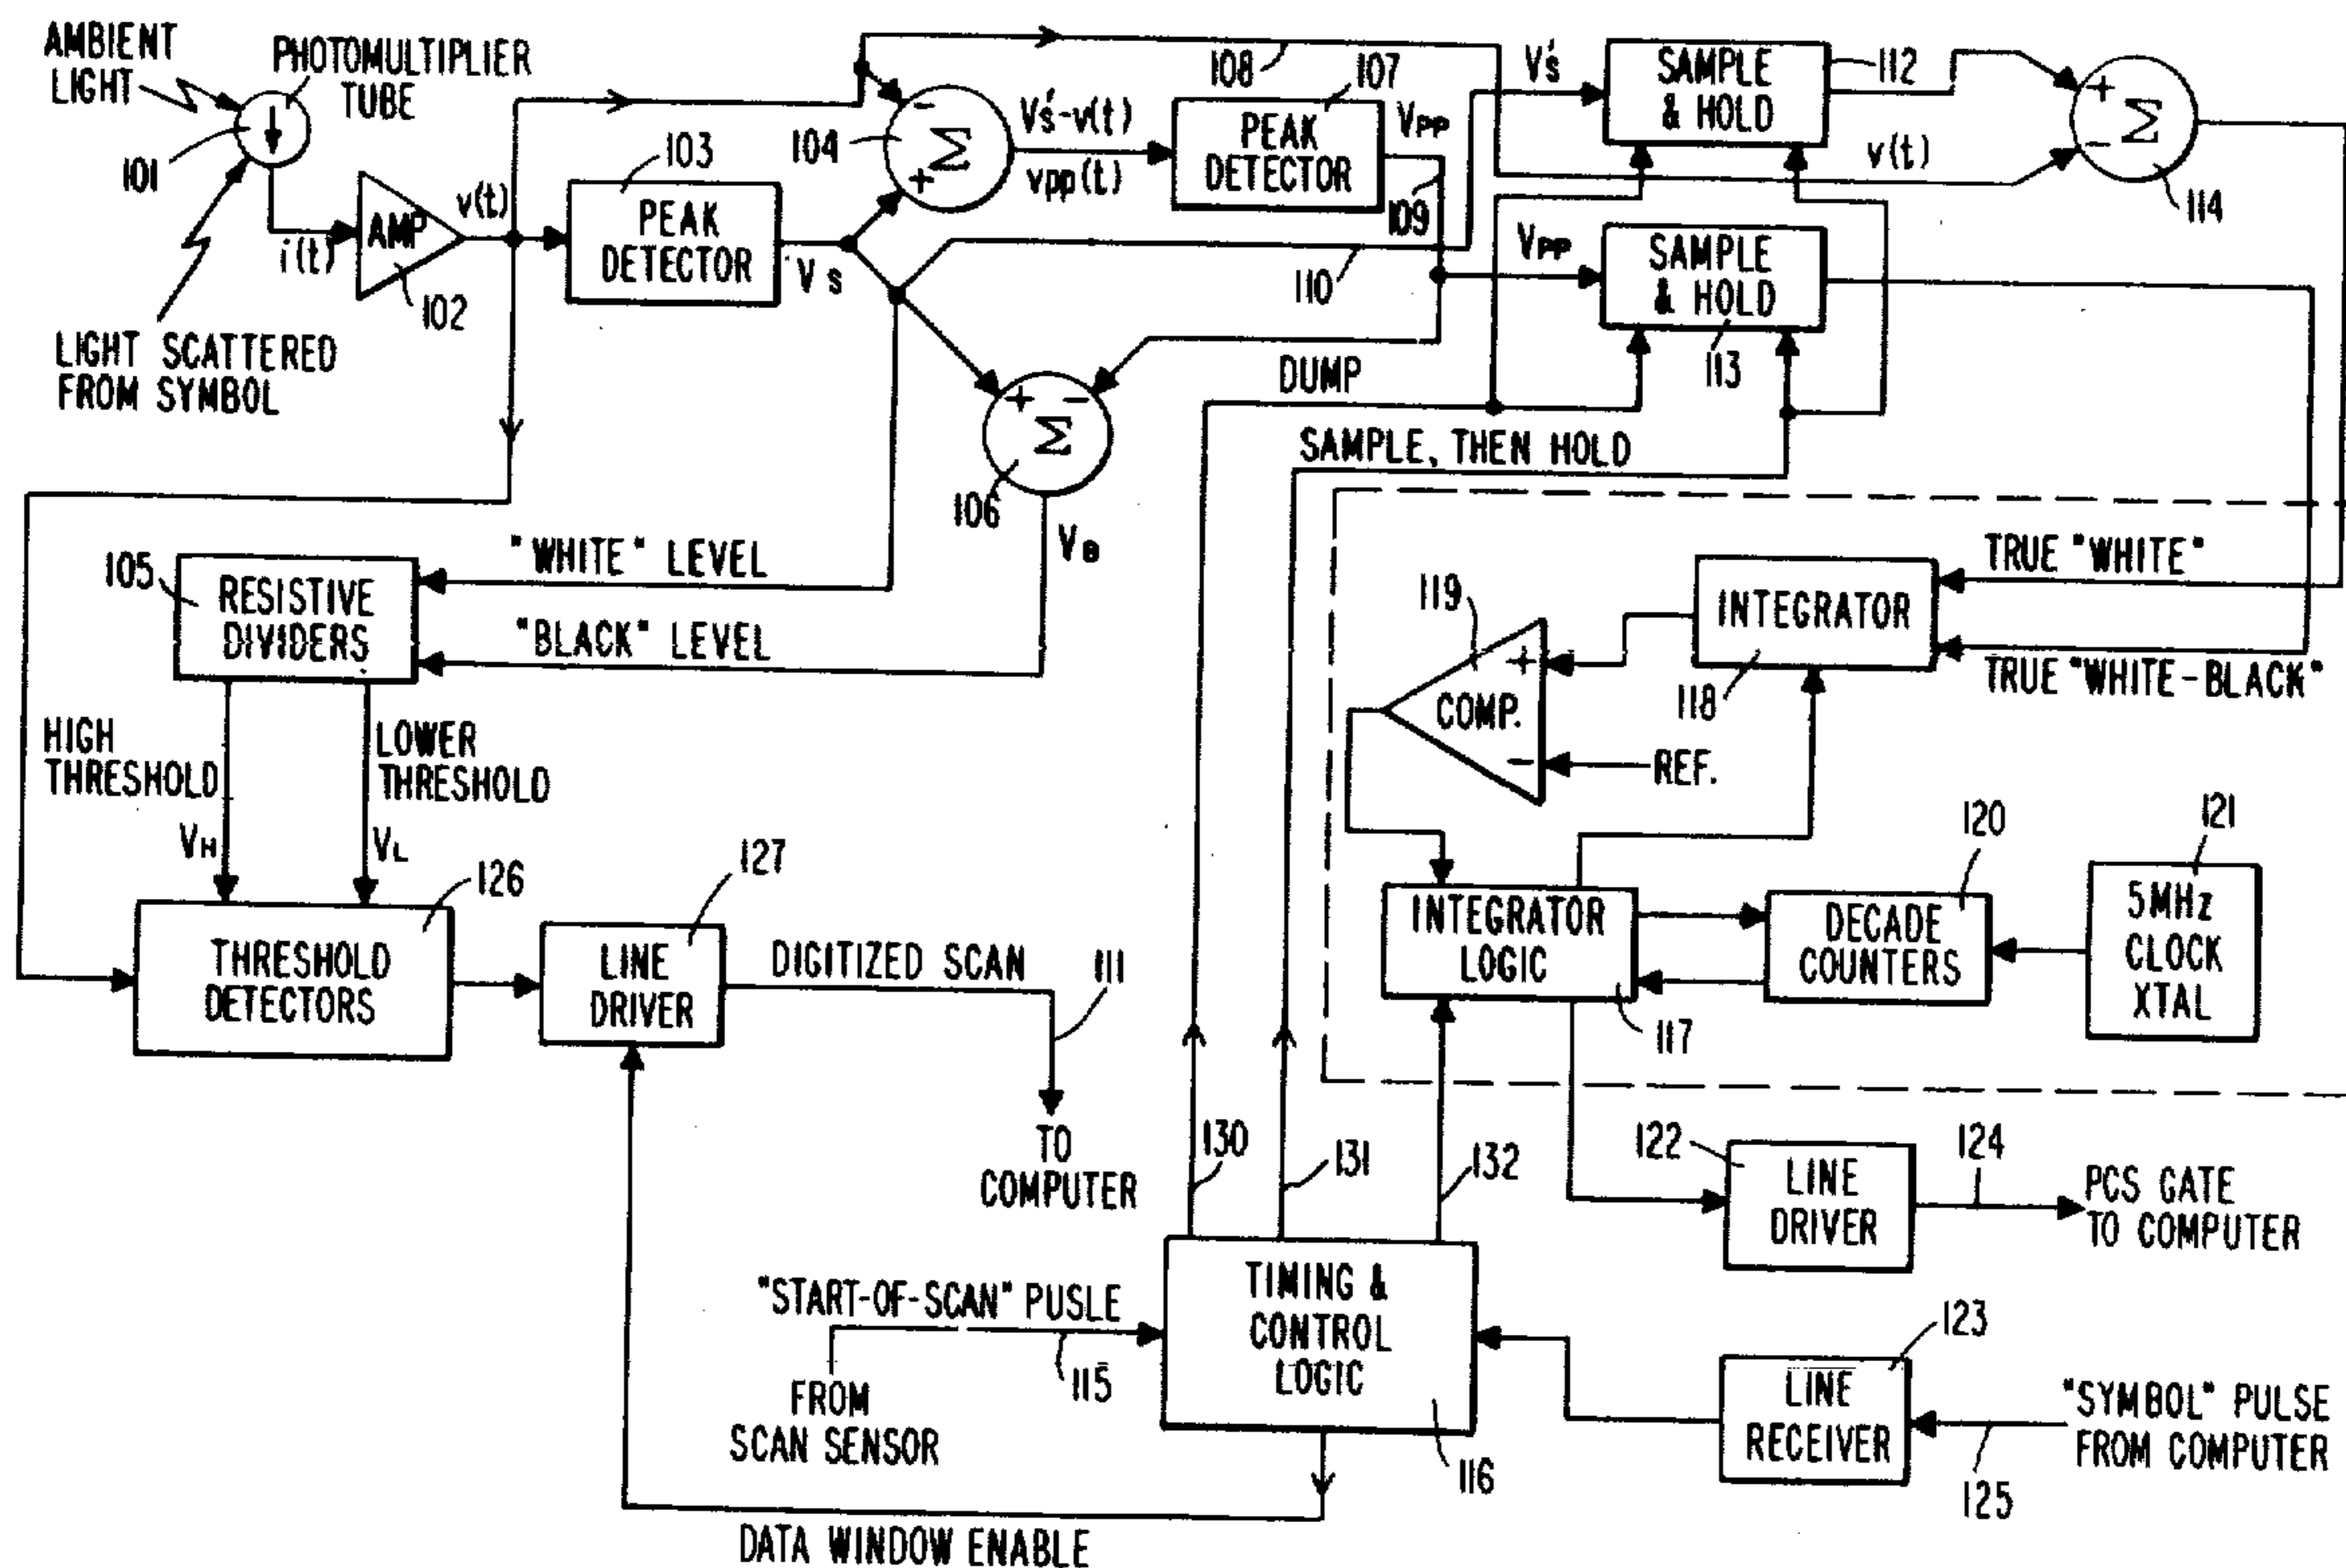 AMBIENT
LIGHT
PHOTOMULTIPLIER
TUBE
101
i(t)
AMP
102
v(t)
LIGHT SCATTERED
FROM SYMBOL
103
PEAK
DETECTOR
Vs
104
-
+
Σ
Vs'-v(t)
vpp(t)
108
107
PEAK
DETECTOR
VPP
109
110
Vs'
SAMPLE
& HOLD
112
v(t)
+
-
Σ
114
VPP
SAMPLE
& HOLD
113
DUMP
SAMPLE, THEN HOLD
+
-
Σ
106
VB
105
RESISTIVE
DIVIDERS
"WHITE" LEVEL
"BLACK" LEVEL
HIGH
THRESHOLD
LOWER
THRESHOLD
VH
VL
126
THRESHOLD
DETECTORS
127
LINE
DRIVER
DIGITIZED SCAN
111
TO
COMPUTER
TRUE "WHITE"
INTEGRATOR
118
TRUE "WHITE-BLACK"
119
+
COMP.
-
REF.
INTEGRATOR
LOGIC
117
120
DECADE
COUNTERS
121
5MHz
CLOCK
XTAL
130
131
132
122
LINE
DRIVER
124
PCS GATE
TO COMPUTER
"START-OF-SCAN" PUSLE
115
FROM
SCAN SENSOR
TIMING &
CONTROL
LOGIC
116
123
LINE
RECEIVER
"SYMBOL" PULSE
FROM COMPUTER
125
DATA WINDOW ENABLE